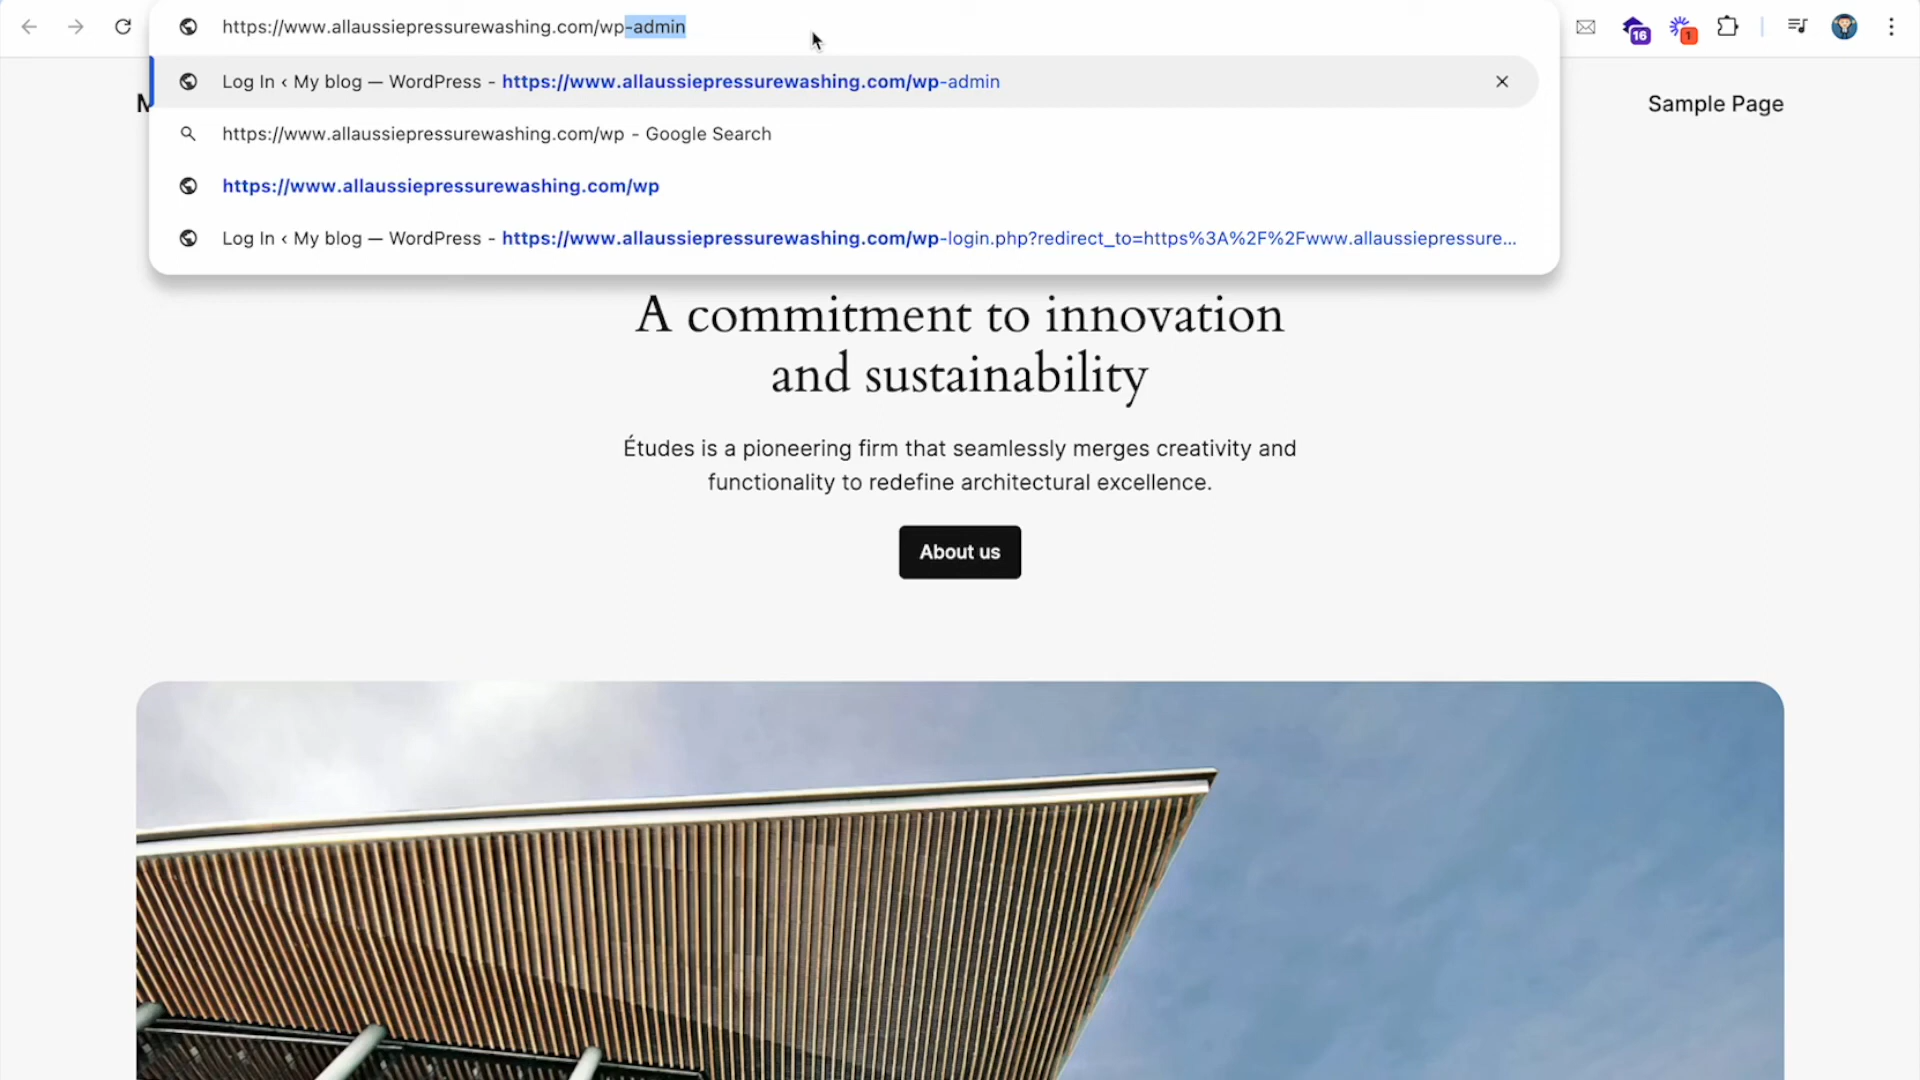 https://www.allaussiepressurewashing.com/wp-admin
16
1
Log In ‹ My blog — WordPress - https://www.allaussiepressurewashing.com/wp-admin
https://www.allaussiepressurewashing.com/wp - Google Search
https://www.allaussiepressurewashing.com/wp
Log In ‹ My blog — WordPress - https://www.allaussiepressurewashing.com/wp-login.php?redirect_to=https%3A%2F%2Fwww.allaussiepressure...
Sample Page
A commitment to innovation
and sustainability
Études is a pioneering firm that seamlessly merges creativity and
functionality to redefine architectural excellence.
About us